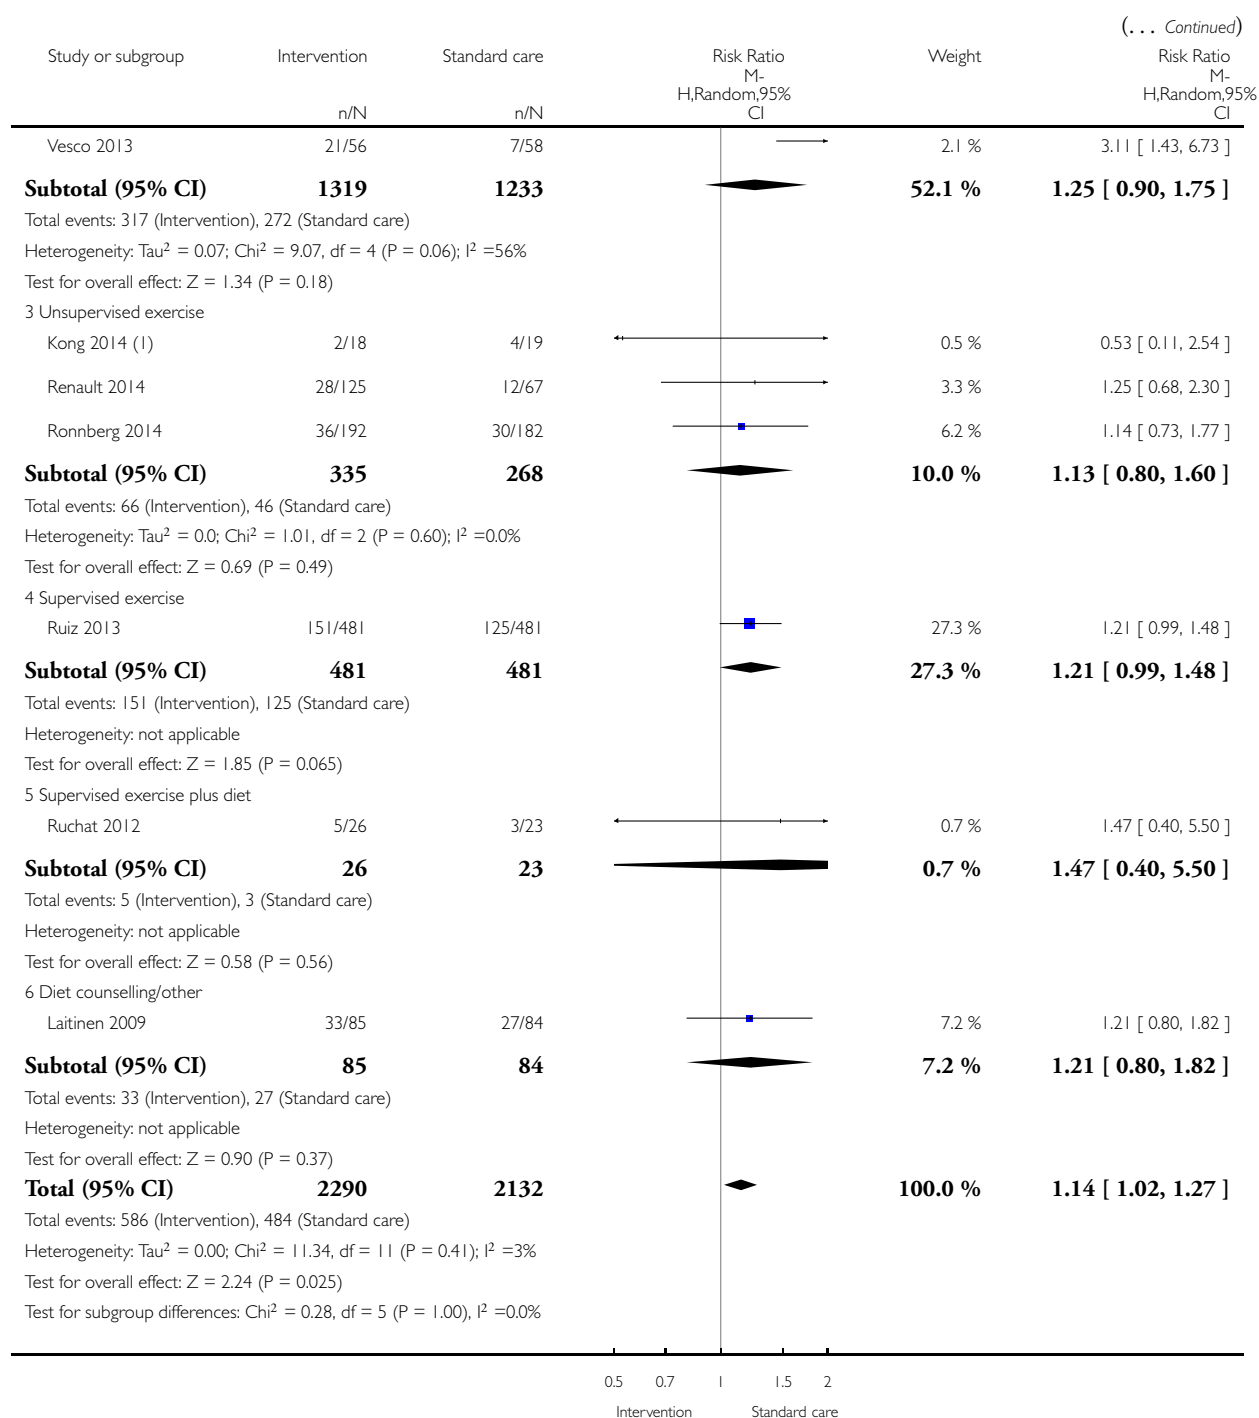 (... Continued)
Study or subgroup Intervention Standard care Risk Ratio Weight Risk Ratio
M- M-
H,Random,95% H,Random,95%
n/N n/N CI CI
Vesco 2013 21/56 7/58 2.1 % 3.11 [ 1.43, 6.73 ]
Subtotal (95% CI) 1319 1233 52.1 % 1.25 [ 0.90, 1.75 ]
Total events: 317 (Intervention), 272 (Standard care)
Heterogeneity: Tau² = 0.07; Chi² = 9.07, df = 4 (P = 0.06); I² =56%
Test for overall effect: Z = 1.34 (P = 0.18)
3 Unsupervised exercise
Kong 2014 (1) 2/18 4/19 0.5 % 0.53 [ 0.11, 2.54 ]
Renault 2014 28/125 12/67 3.3 % 1.25 [ 0.68, 2.30 ]
Ronnberg 2014 36/192 30/182 6.2 % 1.14 [ 0.73, 1.77 ]
Subtotal (95% CI) 335 268 10.0 % 1.13 [ 0.80, 1.60 ]
Total events: 66 (Intervention), 46 (Standard care)
Heterogeneity: Tau² = 0.0; Chi² = 1.01, df = 2 (P = 0.60); I² =0.0%
Test for overall effect: Z = 0.69 (P = 0.49)
4 Supervised exercise
Ruiz 2013 151/481 125/481 27.3 % 1.21 [ 0.99, 1.48 ]
Subtotal (95% CI) 481 481 27.3 % 1.21 [ 0.99, 1.48 ]
Total events: 151 (Intervention), 125 (Standard care)
Heterogeneity: not applicable
Test for overall effect: Z = 1.85 (P = 0.065)
5 Supervised exercise plus diet
Ruchat 2012 5/26 3/23 0.7 % 1.47 [ 0.40, 5.50 ]
Subtotal (95% CI) 26 23 0.7 % 1.47 [ 0.40, 5.50 ]
Total events: 5 (Intervention), 3 (Standard care)
Heterogeneity: not applicable
Test for overall effect: Z = 0.58 (P = 0.56)
6 Diet counselling/other
Laitinen 2009 33/85 27/84 7.2 % 1.21 [ 0.80, 1.82 ]
Subtotal (95% CI) 85 84 7.2 % 1.21 [ 0.80, 1.82 ]
Total events: 33 (Intervention), 27 (Standard care)
Heterogeneity: not applicable
Test for overall effect: Z = 0.90 (P = 0.37)
Total (95% CI) 2290 2132 100.0 % 1.14 [ 1.02, 1.27 ]
Total events: 586 (Intervention), 484 (Standard care)
Heterogeneity: Tau² = 0.00; Chi² = 11.34, df = 11 (P = 0.41); I² =3%
Test for overall effect: Z = 2.24 (P = 0.025)
Test for subgroup differences: Chi² = 0.28, df = 5 (P = 1.00), I² =0.0%
0.5 0.7 1 1.5 2
Intervention Standard care